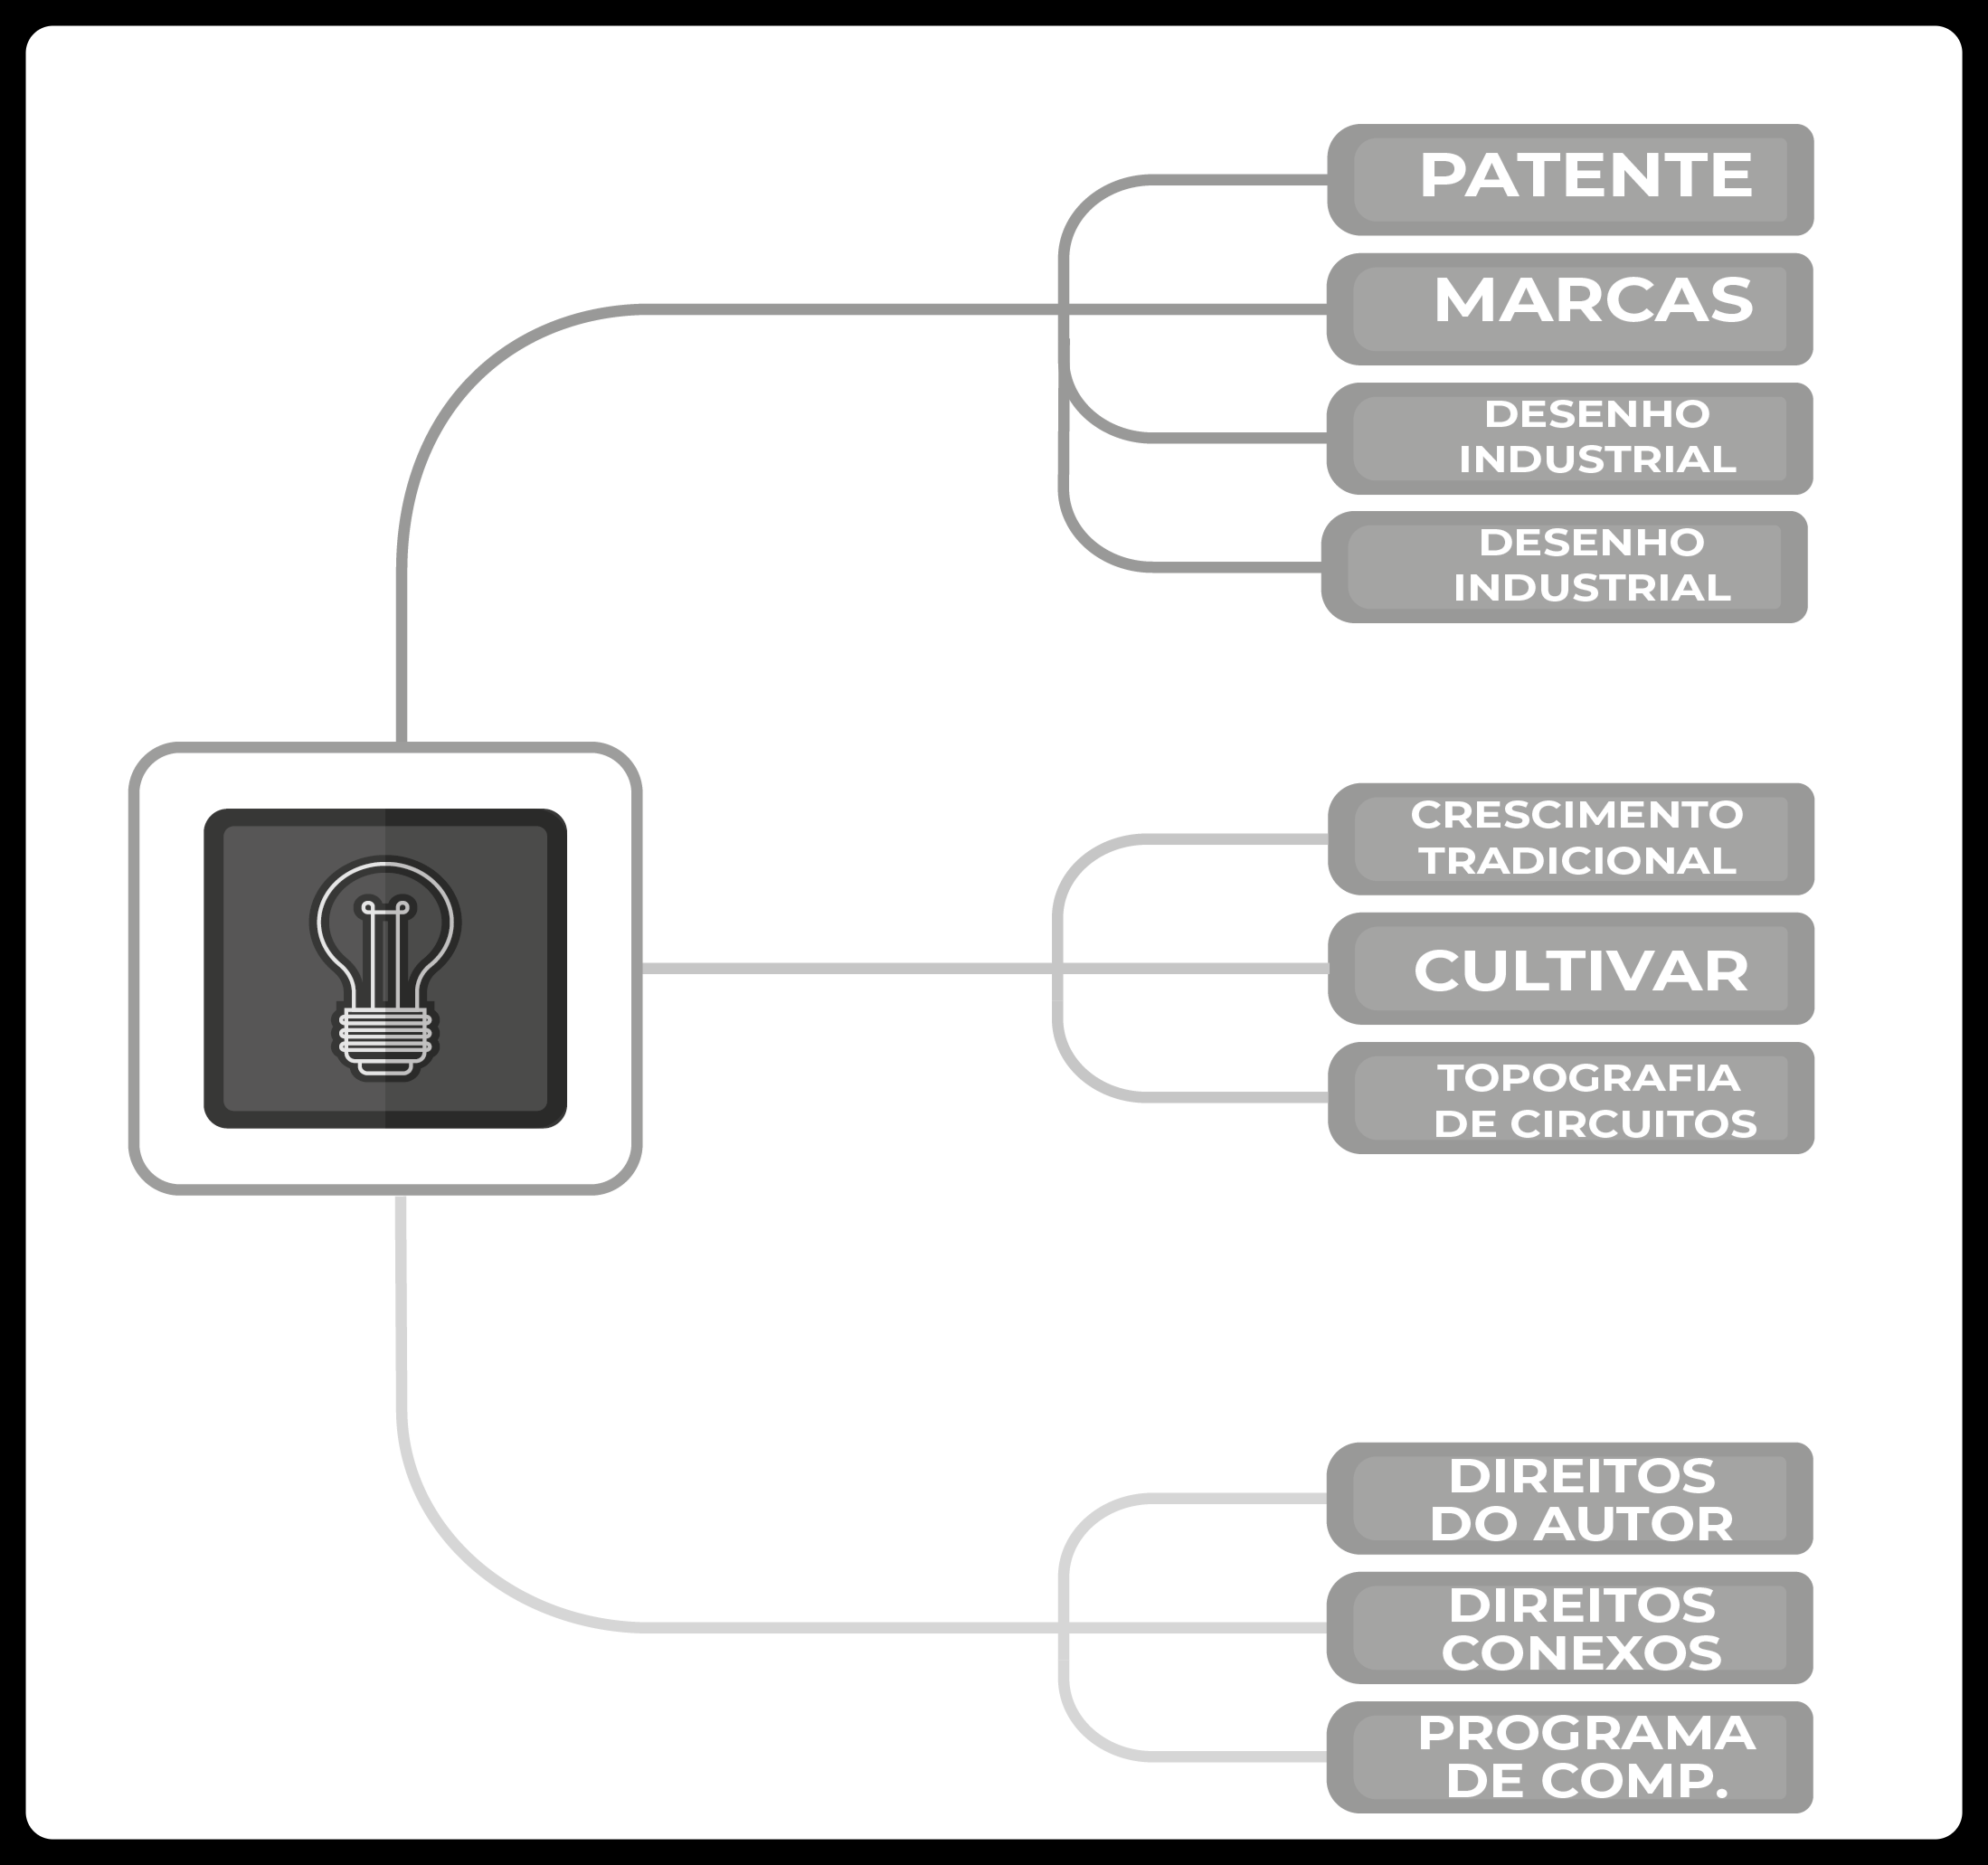 PATENTE
MARCAS
DESENHO
INDUSTRIAL
DESENHO
INDUSTRIAL
CRESCIMENTO
TRADICIONAL
CULTIVAR
TOPOGRAFIA
DE CIRCUITOS
DIREITOS
DO AUTOR
DIREITOS
CONEXOS
PROGRAMA
DE COMP.